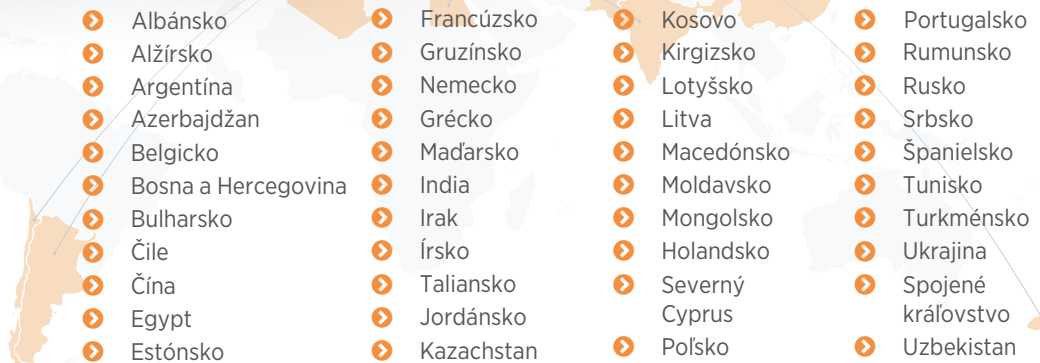 Albánsko
Alžírsko
Argentína
Azerbajdžan
Belgicko
Bosna a Hercegovina
Bulharsko
Čile
Čína
Egypt
Estónsko
Francúzsko
Gruzínsko
Nemecko
Grécko
Maďarsko
India
Irak
Írsko
Taliansko
Jordánsko
Kazachstan
Kosovo
Kirgizsko
Lotyšsko
Litva
Macedónsko
Moldavsko
Mongolsko
Holandsko
Severný
Cyprus
Poľsko
Portugalsko
Rumunsko
Rusko
Srbsko
Španielsko
Tunisko
Turkménsko
Ukrajina
Spojené
kráľovstvo
Uzbekistan